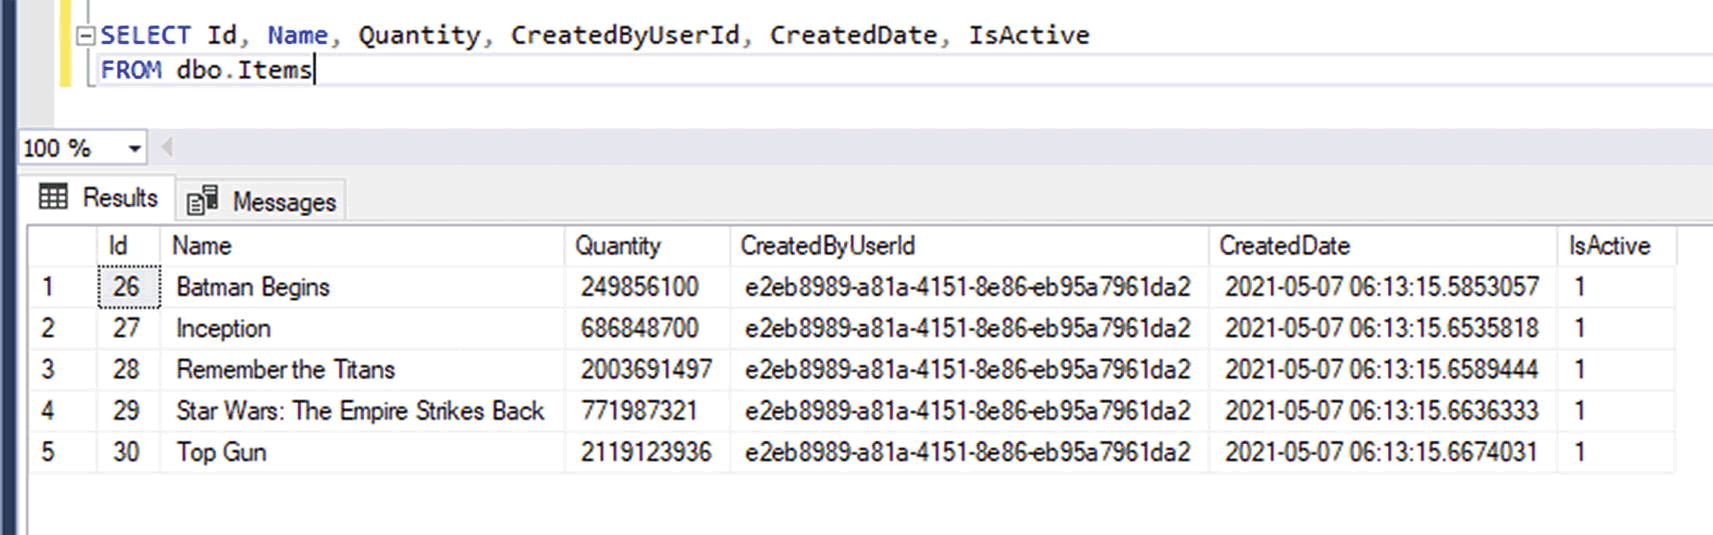 SELECT Id, Name, Quantity, CreatedByUserId, CreatedDate, IsActive
FROM dbo.Items
100 %
Results Messages
Id Name Quantity CreatedByUserId CreatedDate IsActive
1 26 Batman Begins 249856100 e2eb8989-a81a-4151-8e86-eb95a7961da2 2021-05-07 06:13:15.5853057 1
2 27 Inception 686848700 e2eb8989-a81a-4151-8e86-eb95a7961da2 2021-05-07 06:13:15.6535818 1
3 28 Remember the Titans 2003691497 e2eb8989-a81a-4151-8e86-eb95a7961da2 2021-05-07 06:13:15.6589444 1
4 29 Star Wars: The Empire Strikes Back 771987321 e2eb8989-a81a-4151-8e86-eb95a7961da2 2021-05-07 06:13:15.6636333 1
5 30 Top Gun 2119123936 e2eb8989-a81a-4151-8e86-eb95a7961da2 2021-05-07 06:13:15.6674031 1